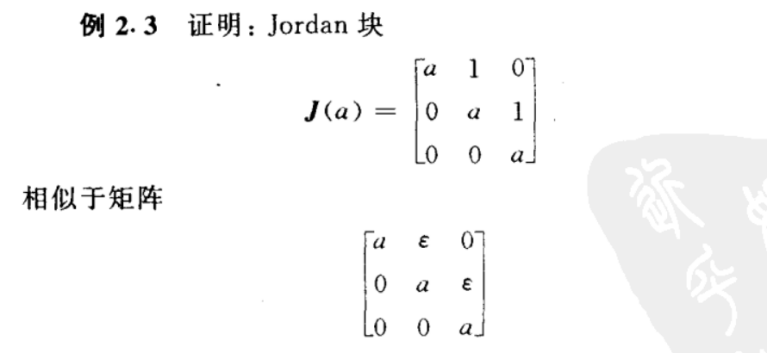 例 2.3 证明：Jordan 块
J(a) = [a 1 0
0 a 1
0 0 a]
相似于矩阵
[a ε 0
0 a ε
0 0 a]